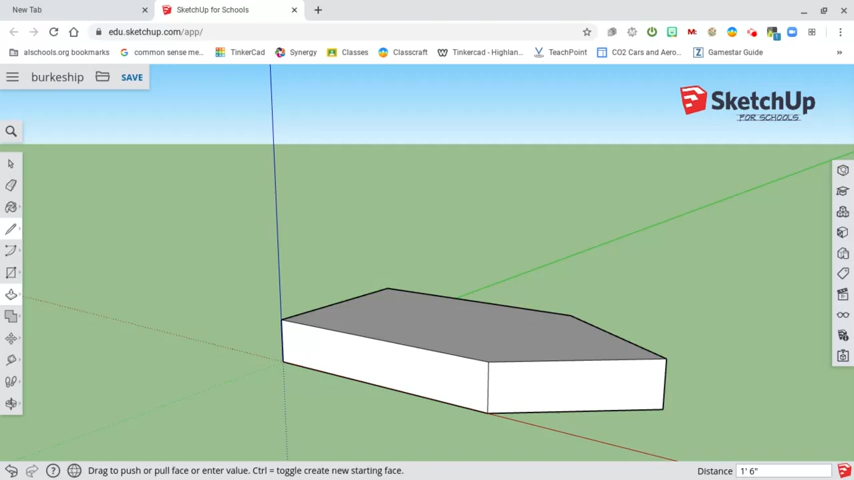 New Tab
SketchUp for Schools
edu.sketchup.com/app/
alschools.org bookmarks
common sense me...
TinkerCad
Synergy
Classes
Classcraft
Tinkercad - Highlan...
TeachPoint
CO2 Cars and Aero...
Gamestar Guide
burkeship
SAVE
SketchUp
FOR SCHOOLS
Drag to push or pull face or enter value. Ctrl = toggle create new starting face.
Distance 1' 6"